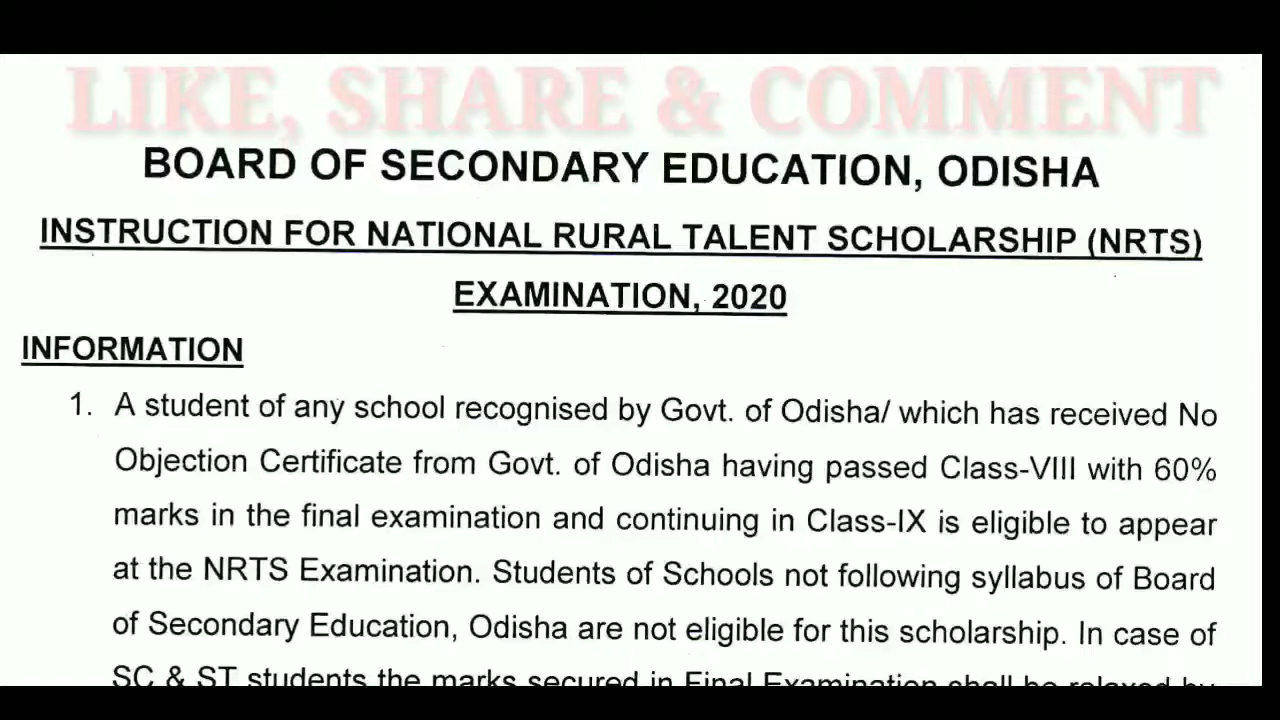 LIKE, SHARE & COMMENT
BOARD OF SECONDARY EDUCATION, ODISHA
INSTRUCTION FOR NATIONAL RURAL TALENT SCHOLARSHIP (NRTS)
EXAMINATION, 2020
INFORMATION
1. A student of any school recognised by Govt. of Odisha/ which has received No
Objection Certificate from Govt. of Odisha having passed Class-VIII with 60%
marks in the final examination and continuing in Class-IX is eligible to appear
at the NRTS Examination. Students of Schools not following syllabus of Board
of Secondary Education, Odisha are not eligible for this scholarship. In case of
SC & ST students the marks secured in Final Examination shall be relaxed by